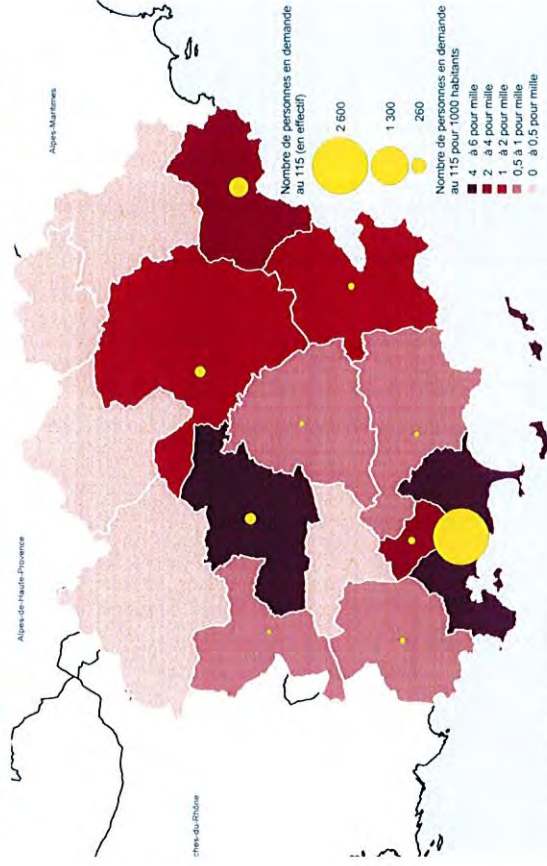 Alpes-de-Haute-Provence
Alpes-Maritimes
ches-du-Rhône
Nombre de personnes en demande
au 115 (en effectif)
2 600
1 300
260
Nombre de personnes en demande
au 115 pour 1000 habitants
4 à 6 pour mille
2 à 4 pour mille
1 à 2 pour mille
0,5 à 1 pour mille
0 à 0,5 pour mille